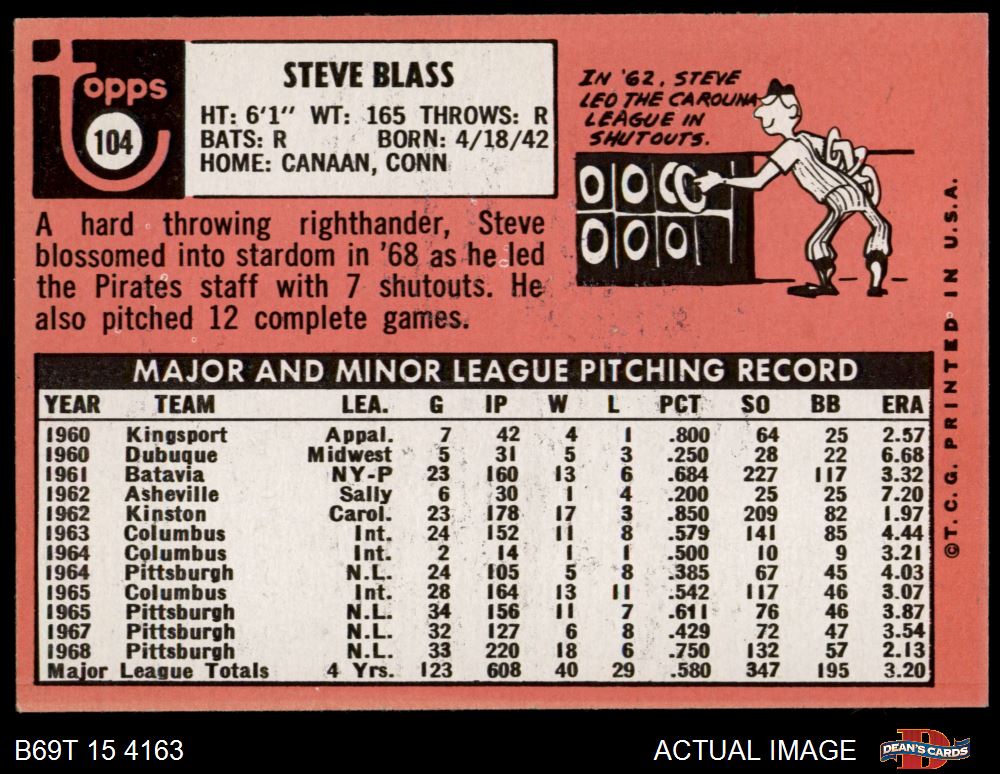 topps
104
STEVE BLASS
HT: 6'1" WT: 165 THROWS: R
BATS: R BORN: 4/18/42
HOME: CANAAN, CONN
IN '62, STEVE
LED THE CAROLINA
LEAGUE IN
SHUTOUTS.
0 0 0 0
0 0 0
A hard throwing righthander, Steve
blossomed into stardom in '68 as he led
the Pirates staff with 7 shutouts. He
also pitched 12 complete games.
MAJOR AND MINOR LEAGUE PITCHING RECORD
YEAR TEAM LEA. G IP W L PCT SO BB ERA
1960 Kingsport Appal. 7 42 4 1 .800 64 25 2.57
1960 Dubuque Midwest 5 31 5 3 .250 28 22 6.68
1961 Batavia NY-P 23 160 13 6 .684 227 117 3.32
1962 Asheville Sally 6 30 1 4 .200 25 25 7.20
1962 Kinston Carol. 23 178 17 3 .850 209 82 1.97
1963 Columbus Int. 24 152 11 8 .579 141 85 4.44
1964 Columbus Int. 2 14 1 1 .500 10 9 3.21
1964 Pittsburgh N.L. 24 105 5 8 .385 67 45 4.03
1965 Columbus Int. 28 164 13 11 .542 117 46 3.07
1965 Pittsburgh N.L. 34 156 11 7 .611 76 46 3.87
1967 Pittsburgh N.L. 32 127 6 8 .429 72 47 3.54
1968 Pittsburgh N.L. 33 220 18 6 .750 132 57 2.13
Major League Totals 4 Yrs. 123 608 40 29 .580 347 195 3.20
©T.C.G. PRINTED IN U.S.A.
B69T 15 4163
ACTUAL IMAGE
DEAN'S CARDS